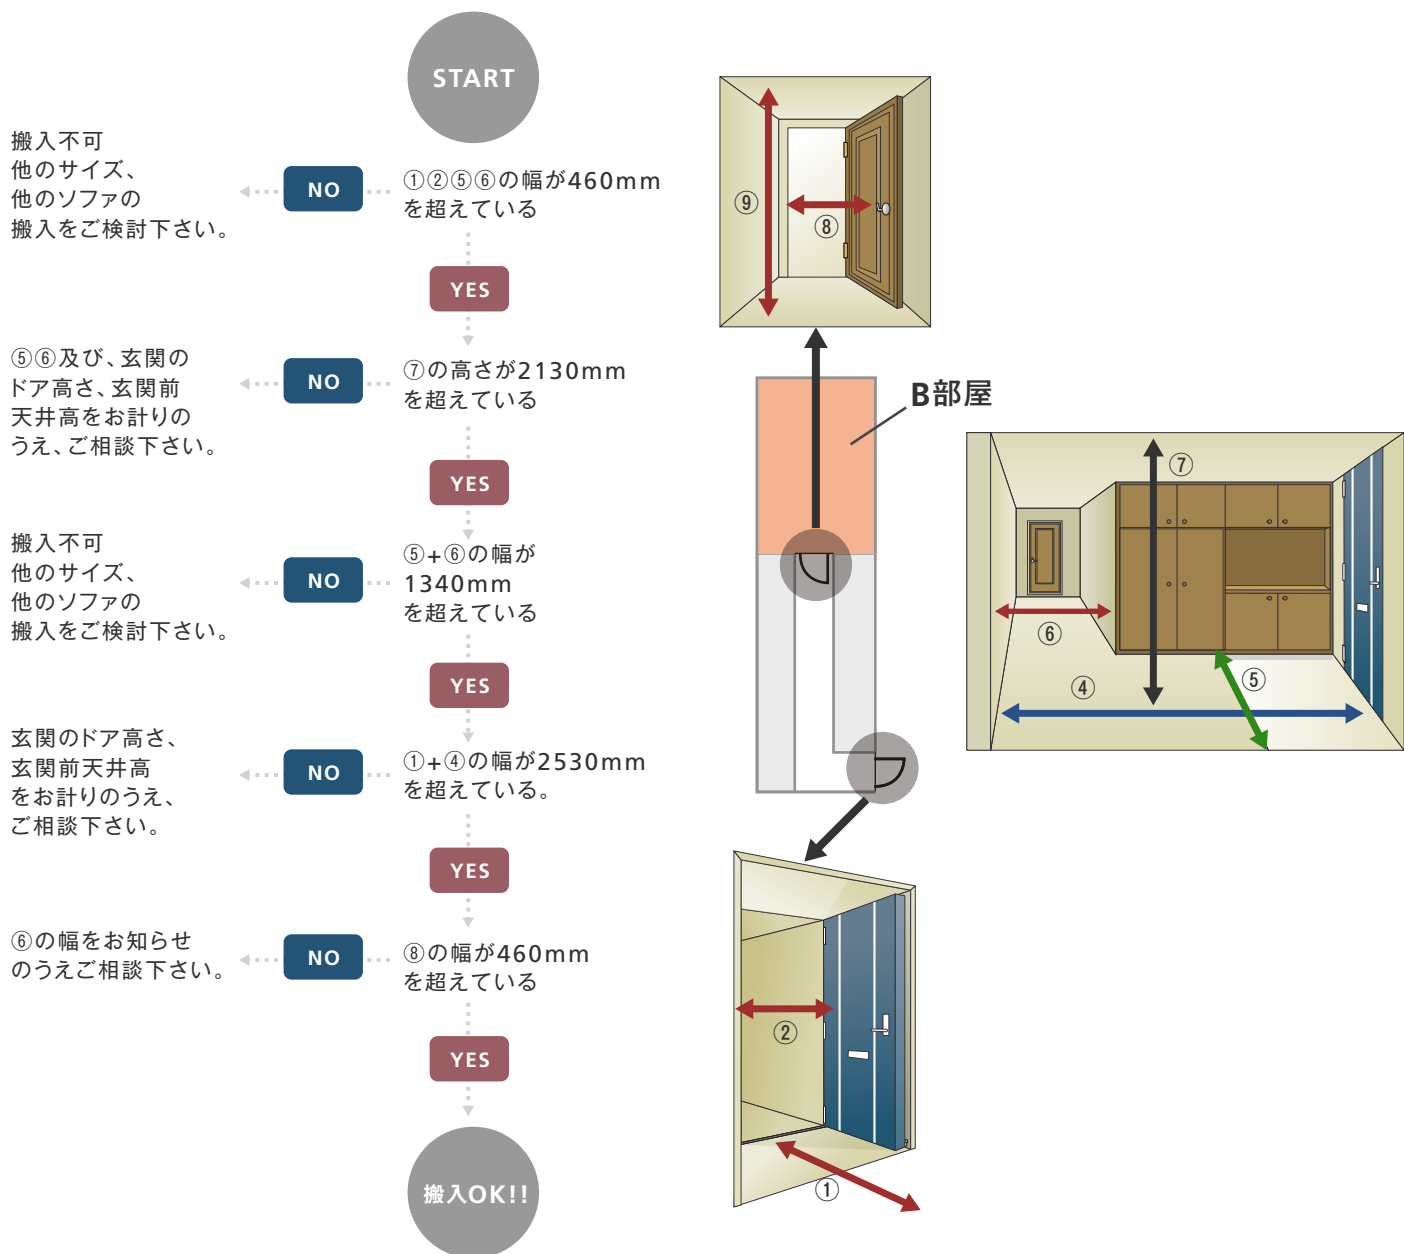 START
①②⑤⑥の幅が460mm
を超えている
NO
搬入不可
他のサイズ、
他のソファの
搬入をご検討下さい。
YES
⑦の高さが2130mm
を超えている
NO
⑤⑥及び、玄関の
ドア高さ、玄関前
天井高をお計りの
うえ、ご相談下さい。
YES
⑤+⑥の幅が
1340mm
を超えている
NO
搬入不可
他のサイズ、
他のソファの
搬入をご検討下さい。
YES
①+④の幅が2530mm
を超えている。
NO
玄関のドア高さ、
玄関前天井高
をお計りのうえ、
ご相談下さい。
YES
⑧の幅が460mm
を超えている
NO
⑥の幅をお知らせ
のうえご相談下さい。
YES
搬入OK!!
⑨
⑧
B部屋
⑦
⑥
④
⑤
②
①